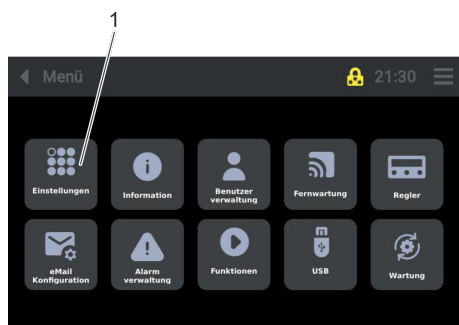 1
Menü 21:30
Einstellungen Information Benutzer verwaltung Fernwartung Regler
eMail Konfiguration Alarm verwaltung Funktionen USB Wartung